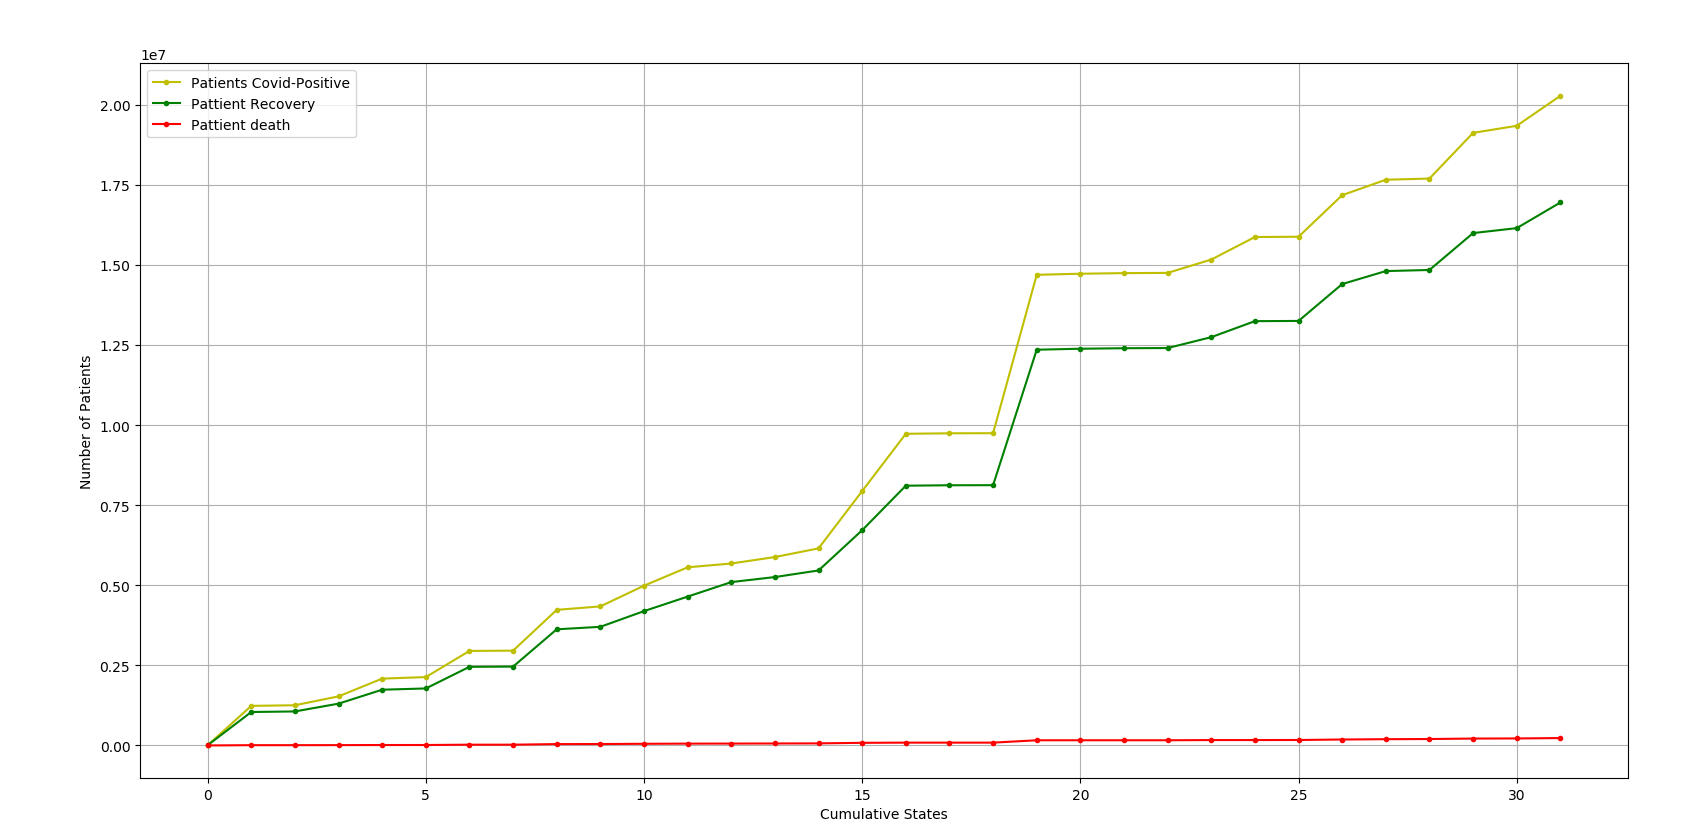 1e7
Patients Covid-Positive
Pattient Recovery
Pattient death
2.00
1.75
1.50
1.25
1.00
0.75
0.50
0.25
0.00
Number of Patients
0 5 10 15 20 25 30
Cumulative States